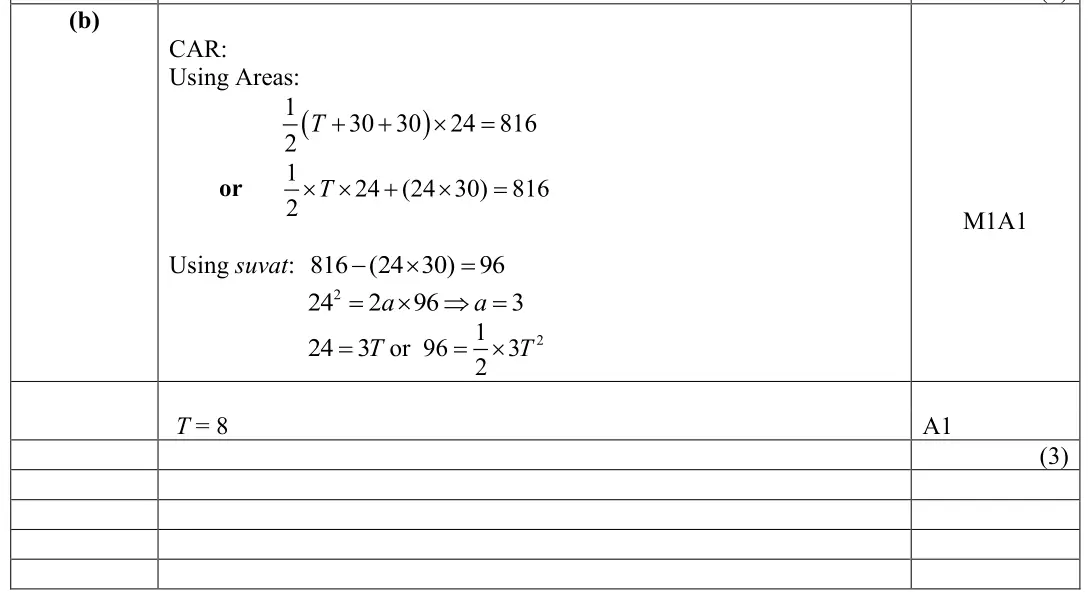 (b)
CAR:
Using Areas:
1/2 (T + 30 + 30) × 24 = 816
or 1/2 × T × 24 + (24 × 30) = 816
M1A1
Using suvat: 816 − (24 × 30) = 96
24² = 2a × 96 ⇒ a = 3
24 = 3T or 96 = 1/2 × 3T²
T = 8 A1
(3)